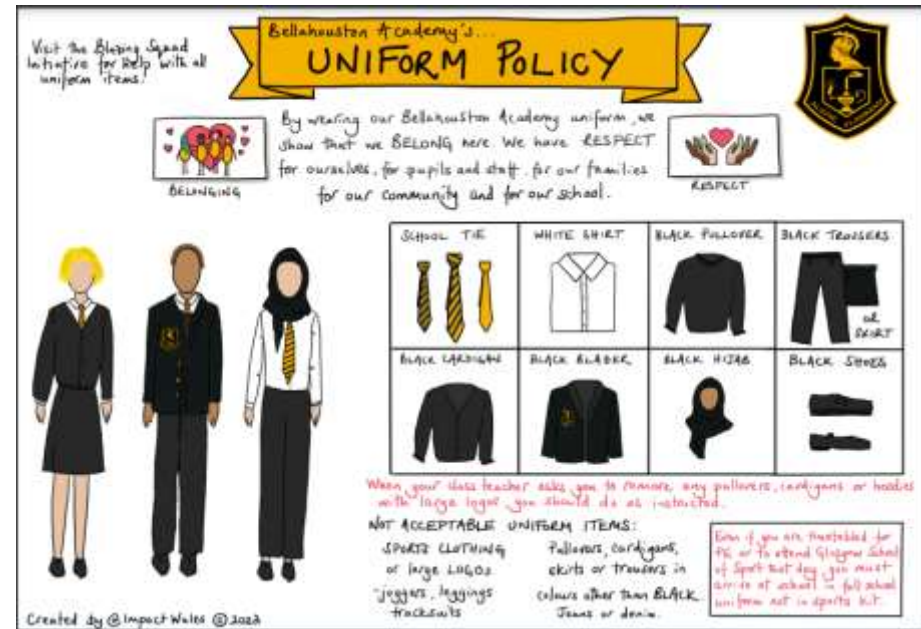 Visit the Blazing Squad
Initiative for help with all
uniform items!
Bellahouston Academy's...
UNIFORM POLICY
By wearing our Bellahouston Academy uniform, we
show that we BELONG here. We have RESPECT
for ourselves, for pupils and staff, for our families
for our community and for our school.
BELONGING
RESPECT
SCHOOL TIE
WHITE SHIRT
BLACK PULLOVER
BLACK TROUSERS
OR
SKIRT
BLACK CARDIGAN
BLACK BLAZER
BLACK HIJAB
BLACK SHOES
When your class teacher asks you to remove any pullovers, cardigans or hoodies
with large logos you should do as instructed.
NOT ACCEPTABLE UNIFORM ITEMS:
SPORTS CLOTHING
or large LOGOS
joggers, leggings
tracksuits
Pullovers, cardigans,
skirts or trousers in
colours other than BLACK
Jeans or denim.
Even if you are timetabled for
PE or to attend Glasgow School
of Sport that day, you must
arrive at school in full school
uniform not in sports kit.
Created by @ImpactWales © 2023